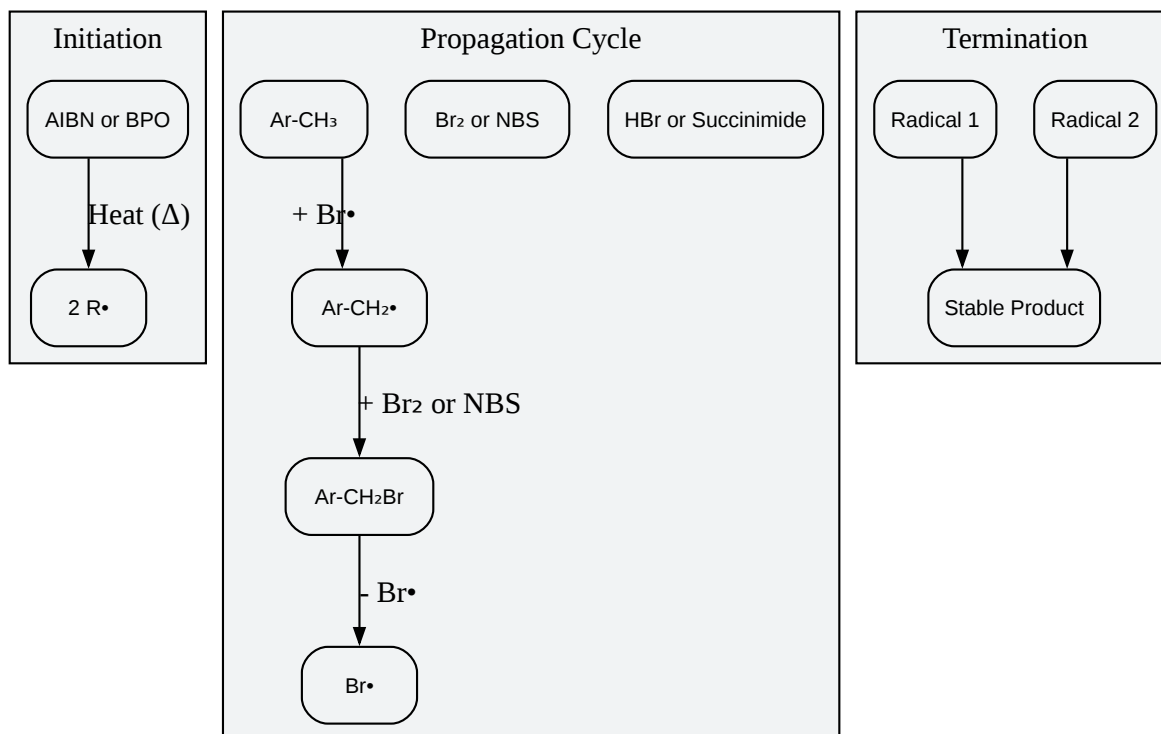 Initiation
AIBN or BPO
Heat (Δ)
2 R•
Propagation Cycle
Ar-CH₃
Br₂ or NBS
HBr or Succinimide
+ Br•
Ar-CH₂•
+ Br₂ or NBS
Ar-CH₂Br
- Br•
Br•
Termination
Radical 1
Radical 2
Stable Product